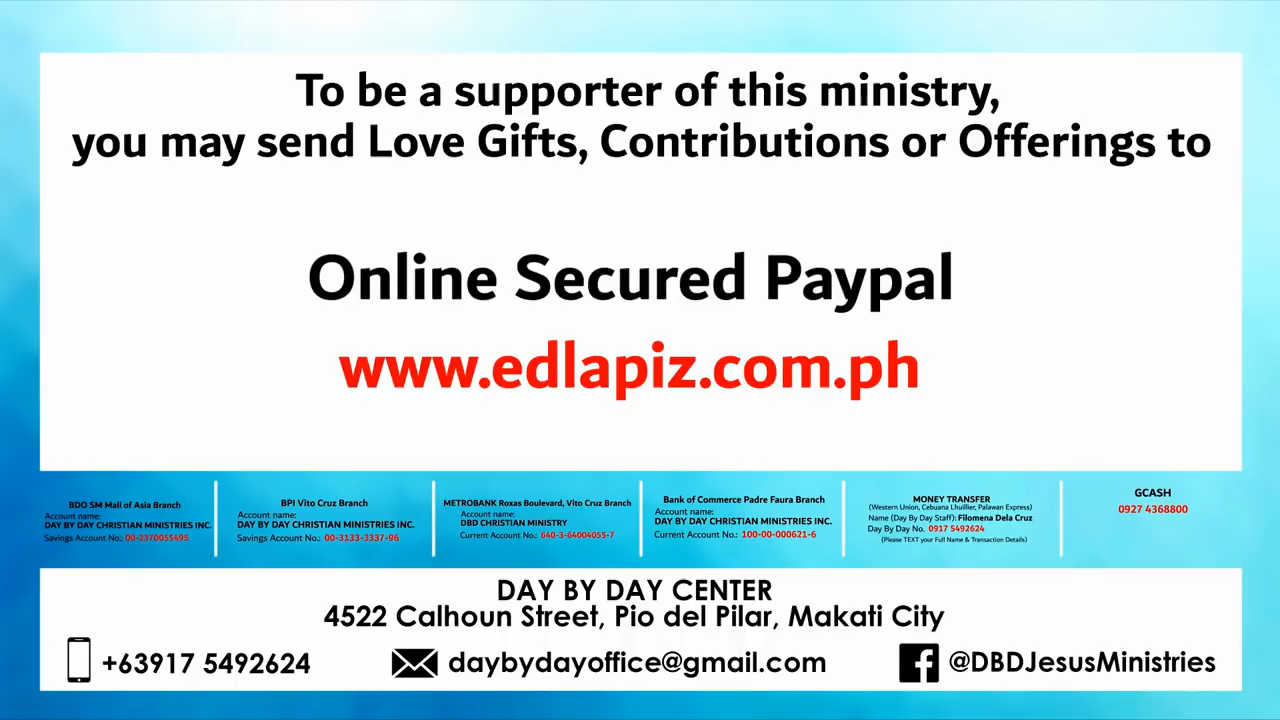 To be a supporter of this ministry,
you may send Love Gifts, Contributions or Offerings to
Online Secured Paypal
www.edlapiz.com.ph
BDO SM Mall of Asia Branch
Account name:
DAY BY DAY CHRISTIAN MINISTRIES INC.
Savings Account No.: 00-2370055495
BPI Vito Cruz Branch
Account name:
DAY BY DAY CHRISTIAN MINISTRIES INC.
Savings Account No.: 00-3133-3337-96
METROBANK Roxas Boulevard, Vito Cruz Branch
Account name:
DBD CHRISTIAN MINISTRY
Current Account No.: 640-3-64004055-7
Bank of Commerce Padre Faura Branch
Account name:
DAY BY DAY CHRISTIAN MINISTRIES INC.
Current Account No.: 100-00-000621-6
MONEY TRANSFER
(Western Union, Cebuana Lhuillier, Palawan Express)
Name (Day By Day Staff): Filomena Dela Cruz
Day By Day No. 0917 5492624
(Please TEXT your Full Name & Transaction Details)
GCASH
0927 4368800
DAY BY DAY CENTER
4522 Calhoun Street, Pio del Pilar, Makati City
+63917 5492624
daybydayoffice@gmail.com
@DBDJesusMinistries